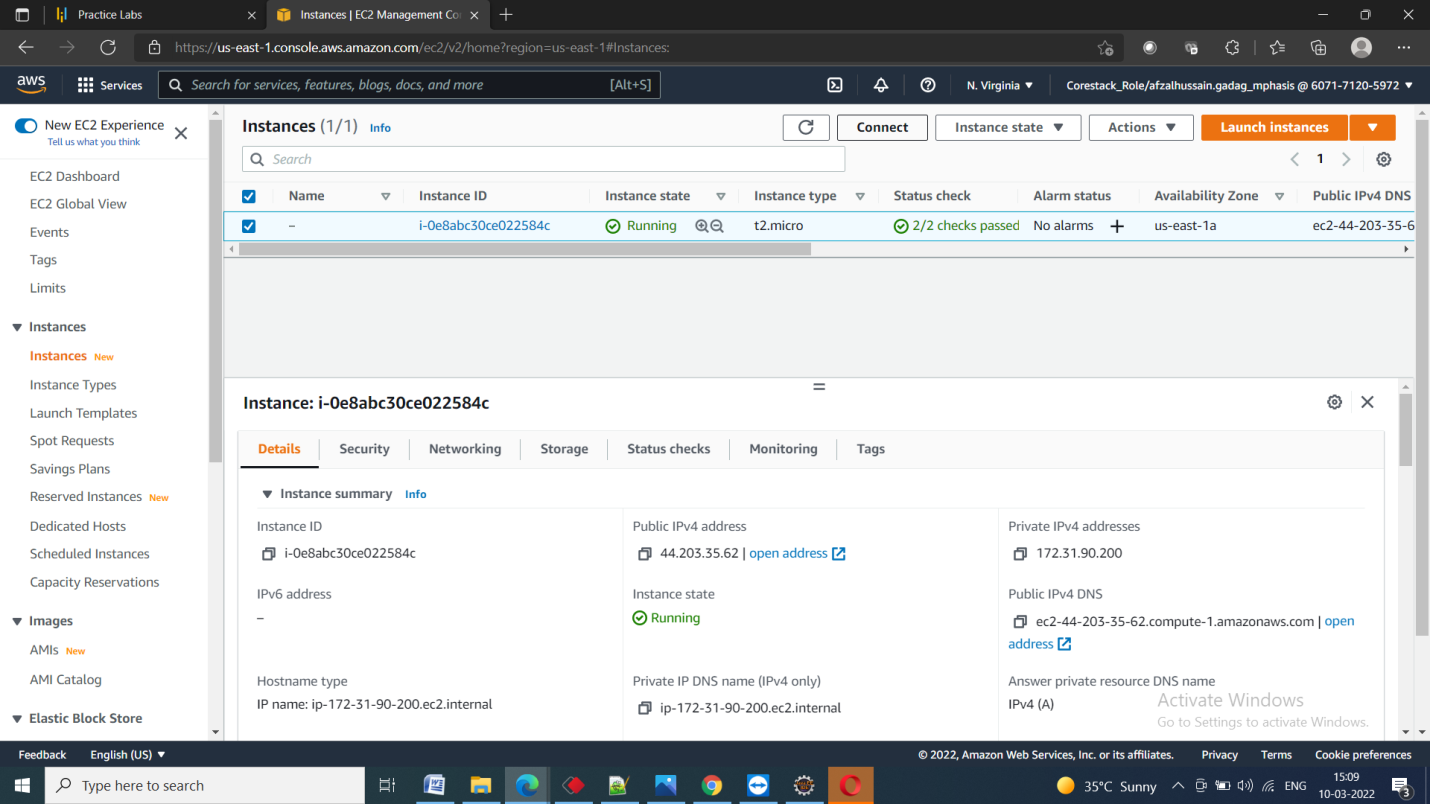 Practice Labs
Instances | EC2 Management Co
https://us-east-1.console.aws.amazon.com/ec2/v2/home?region=us-east-1#Instances:
aws
Services
Search for services, features, blogs, docs, and more
[Alt+S]
N. Virginia
Corestack_Role/afzalhussain.gadag_mphasis @ 6071-7120-5972
New EC2 Experience
Tell us what you think
EC2 Dashboard
EC2 Global View
Events
Tags
Limits
Instances
Instances New
Instance Types
Launch Templates
Spot Requests
Savings Plans
Reserved Instances New
Dedicated Hosts
Scheduled Instances
Capacity Reservations
Images
AMIs New
AMI Catalog
Elastic Block Store
Instances (1/1) Info
Connect
Instance state
Actions
Launch instances
Search
1
Name Instance ID Instance state Instance type Status check Alarm status Availability Zone Public IPv4 DNS
– i-0e8abc30ce022584c Running t2.micro 2/2 checks passed No alarms + us-east-1a ec2-44-203-35-6
Instance: i-0e8abc30ce022584c
Details Security Networking Storage Status checks Monitoring Tags
Instance summary Info
Instance ID
i-0e8abc30ce022584c
Public IPv4 address
44.203.35.62 | open address
Private IPv4 addresses
172.31.90.200
IPv6 address
–
Instance state
Running
Public IPv4 DNS
ec2-44-203-35-62.compute-1.amazonaws.com | open
address
Hostname type
IP name: ip-172-31-90-200.ec2.internal
Private IP DNS name (IPv4 only)
ip-172-31-90-200.ec2.internal
Answer private resource DNS name
IPv4 (A)
Activate Windows
Go to Settings to activate Windows.
Feedback English (US)
© 2022, Amazon Web Services, Inc. or its affiliates. Privacy Terms Cookie preferences
Type here to search
35°C Sunny
ENG
15:09
10-03-2022
3